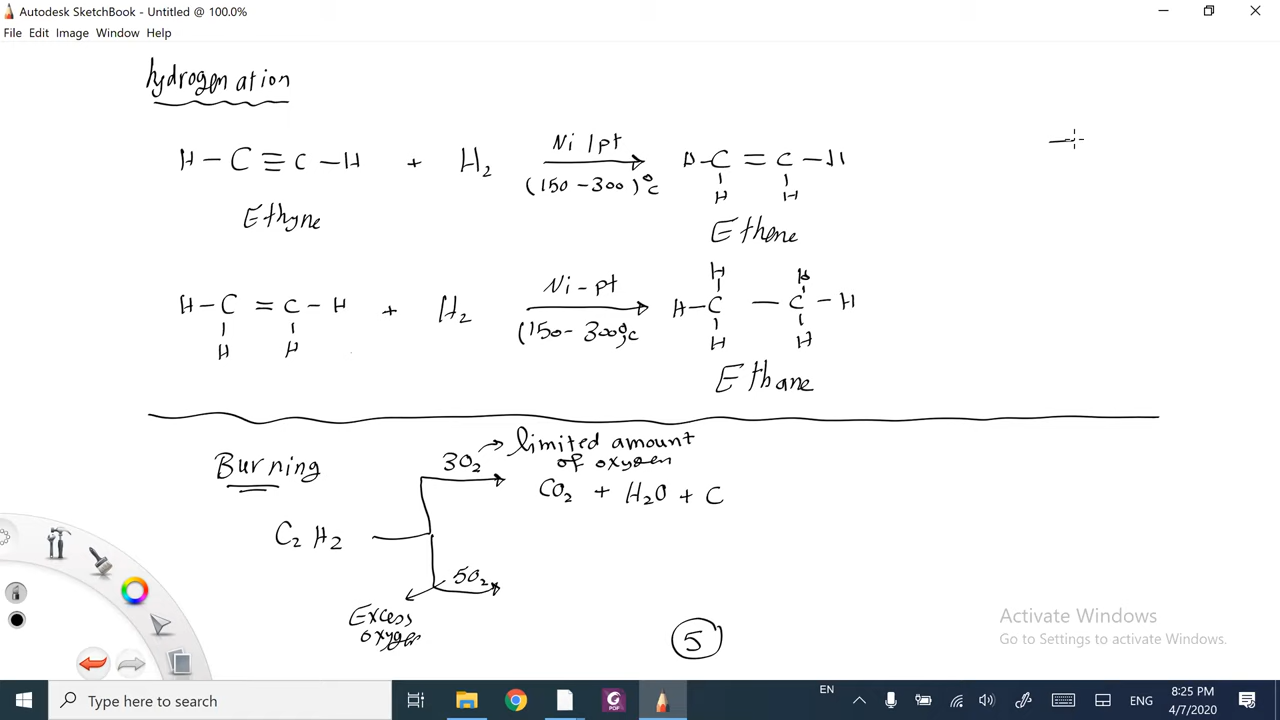 Autodesk SketchBook - Untitled @ 100.0%
File Edit Image Window Help
hydrogenation
H - C ≡ C - H + H₂ Ni / pt (150 - 300)°C H - C = C - H
H H
Ethyne
Ethene
H - C = C - H + H₂ Ni - pt (150 - 300°C H - C - C - H
H H
H H
H H
Ethane
Burning
3O₂ → limited amount
of oxygen
CO₂ + H₂O + C
C₂H₂
5O₂
Excess
oxygen
5
Activate Windows
Go to Settings to activate Windows.
Type here to search
EN
ENG
8:25 PM
4/7/2020
PDF